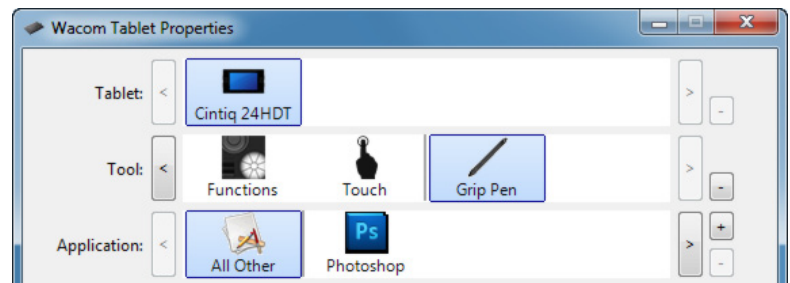 Wacom Tablet Properties
Tablet: < Cintiq 24HDT > -
Tool: < Functions Touch Grip Pen > -
Application: < All Other Ps Photoshop > + -